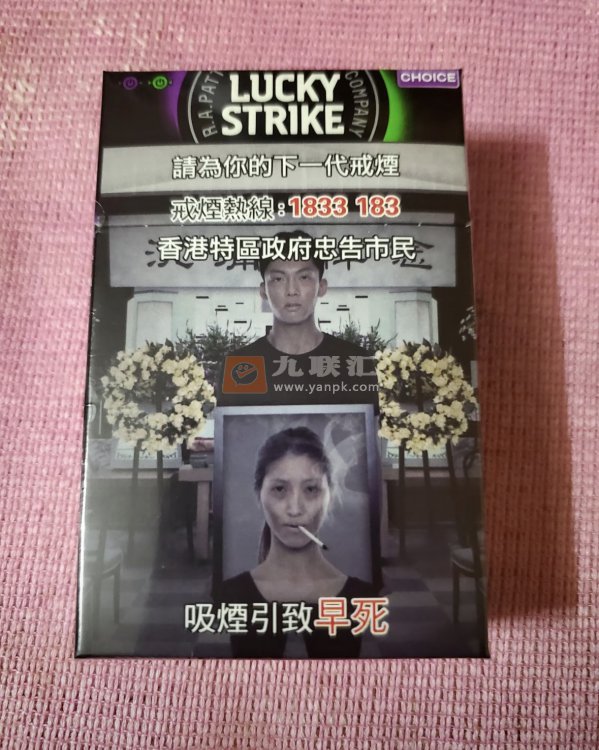 CHOICE
R.A. PAT
COMPANY
LUCKY
STRIKE
請為你的下一代戒煙
戒煙熱線:1833 183
香港特區政府忠告市民
九联汇
www.yanpk.com
吸煙引致早死